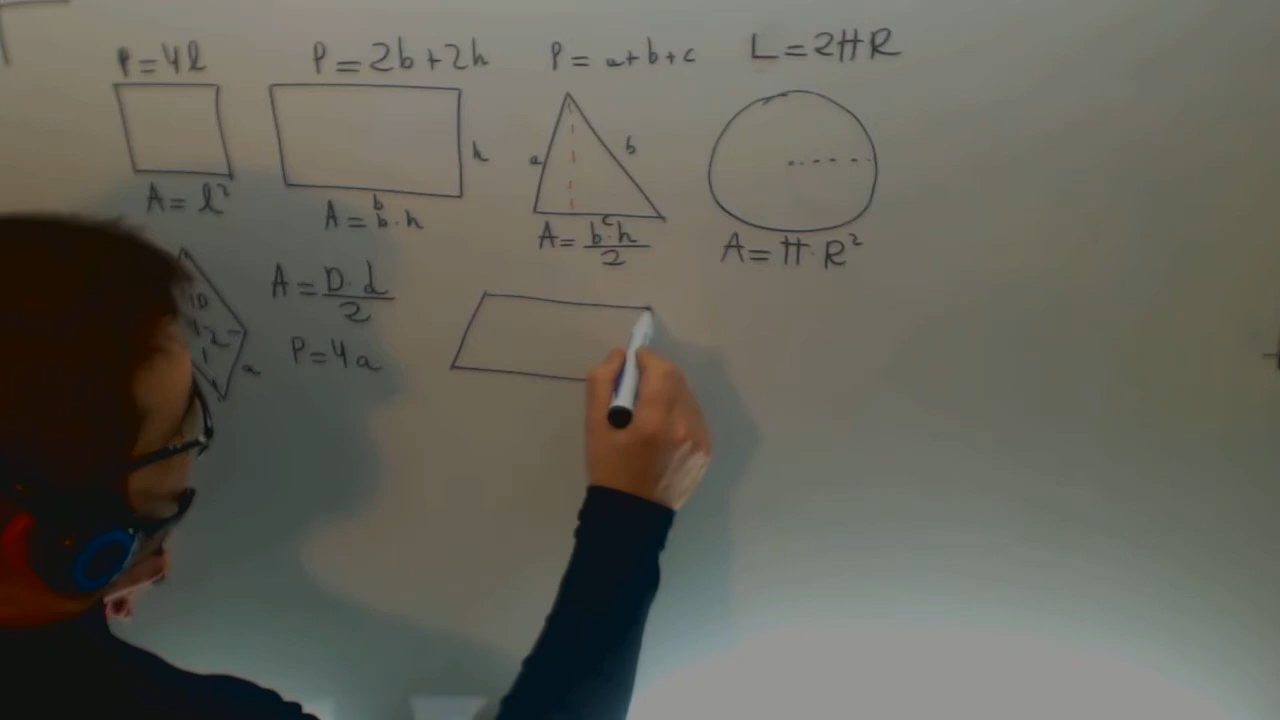 P=4l
P=2b+2h
P= a+b+c
L=2πR
h
a
b
b
c
A= l²
A= b·h
A= b·h/2
A=π·R²
D
a
A= D·d/2
P=4a